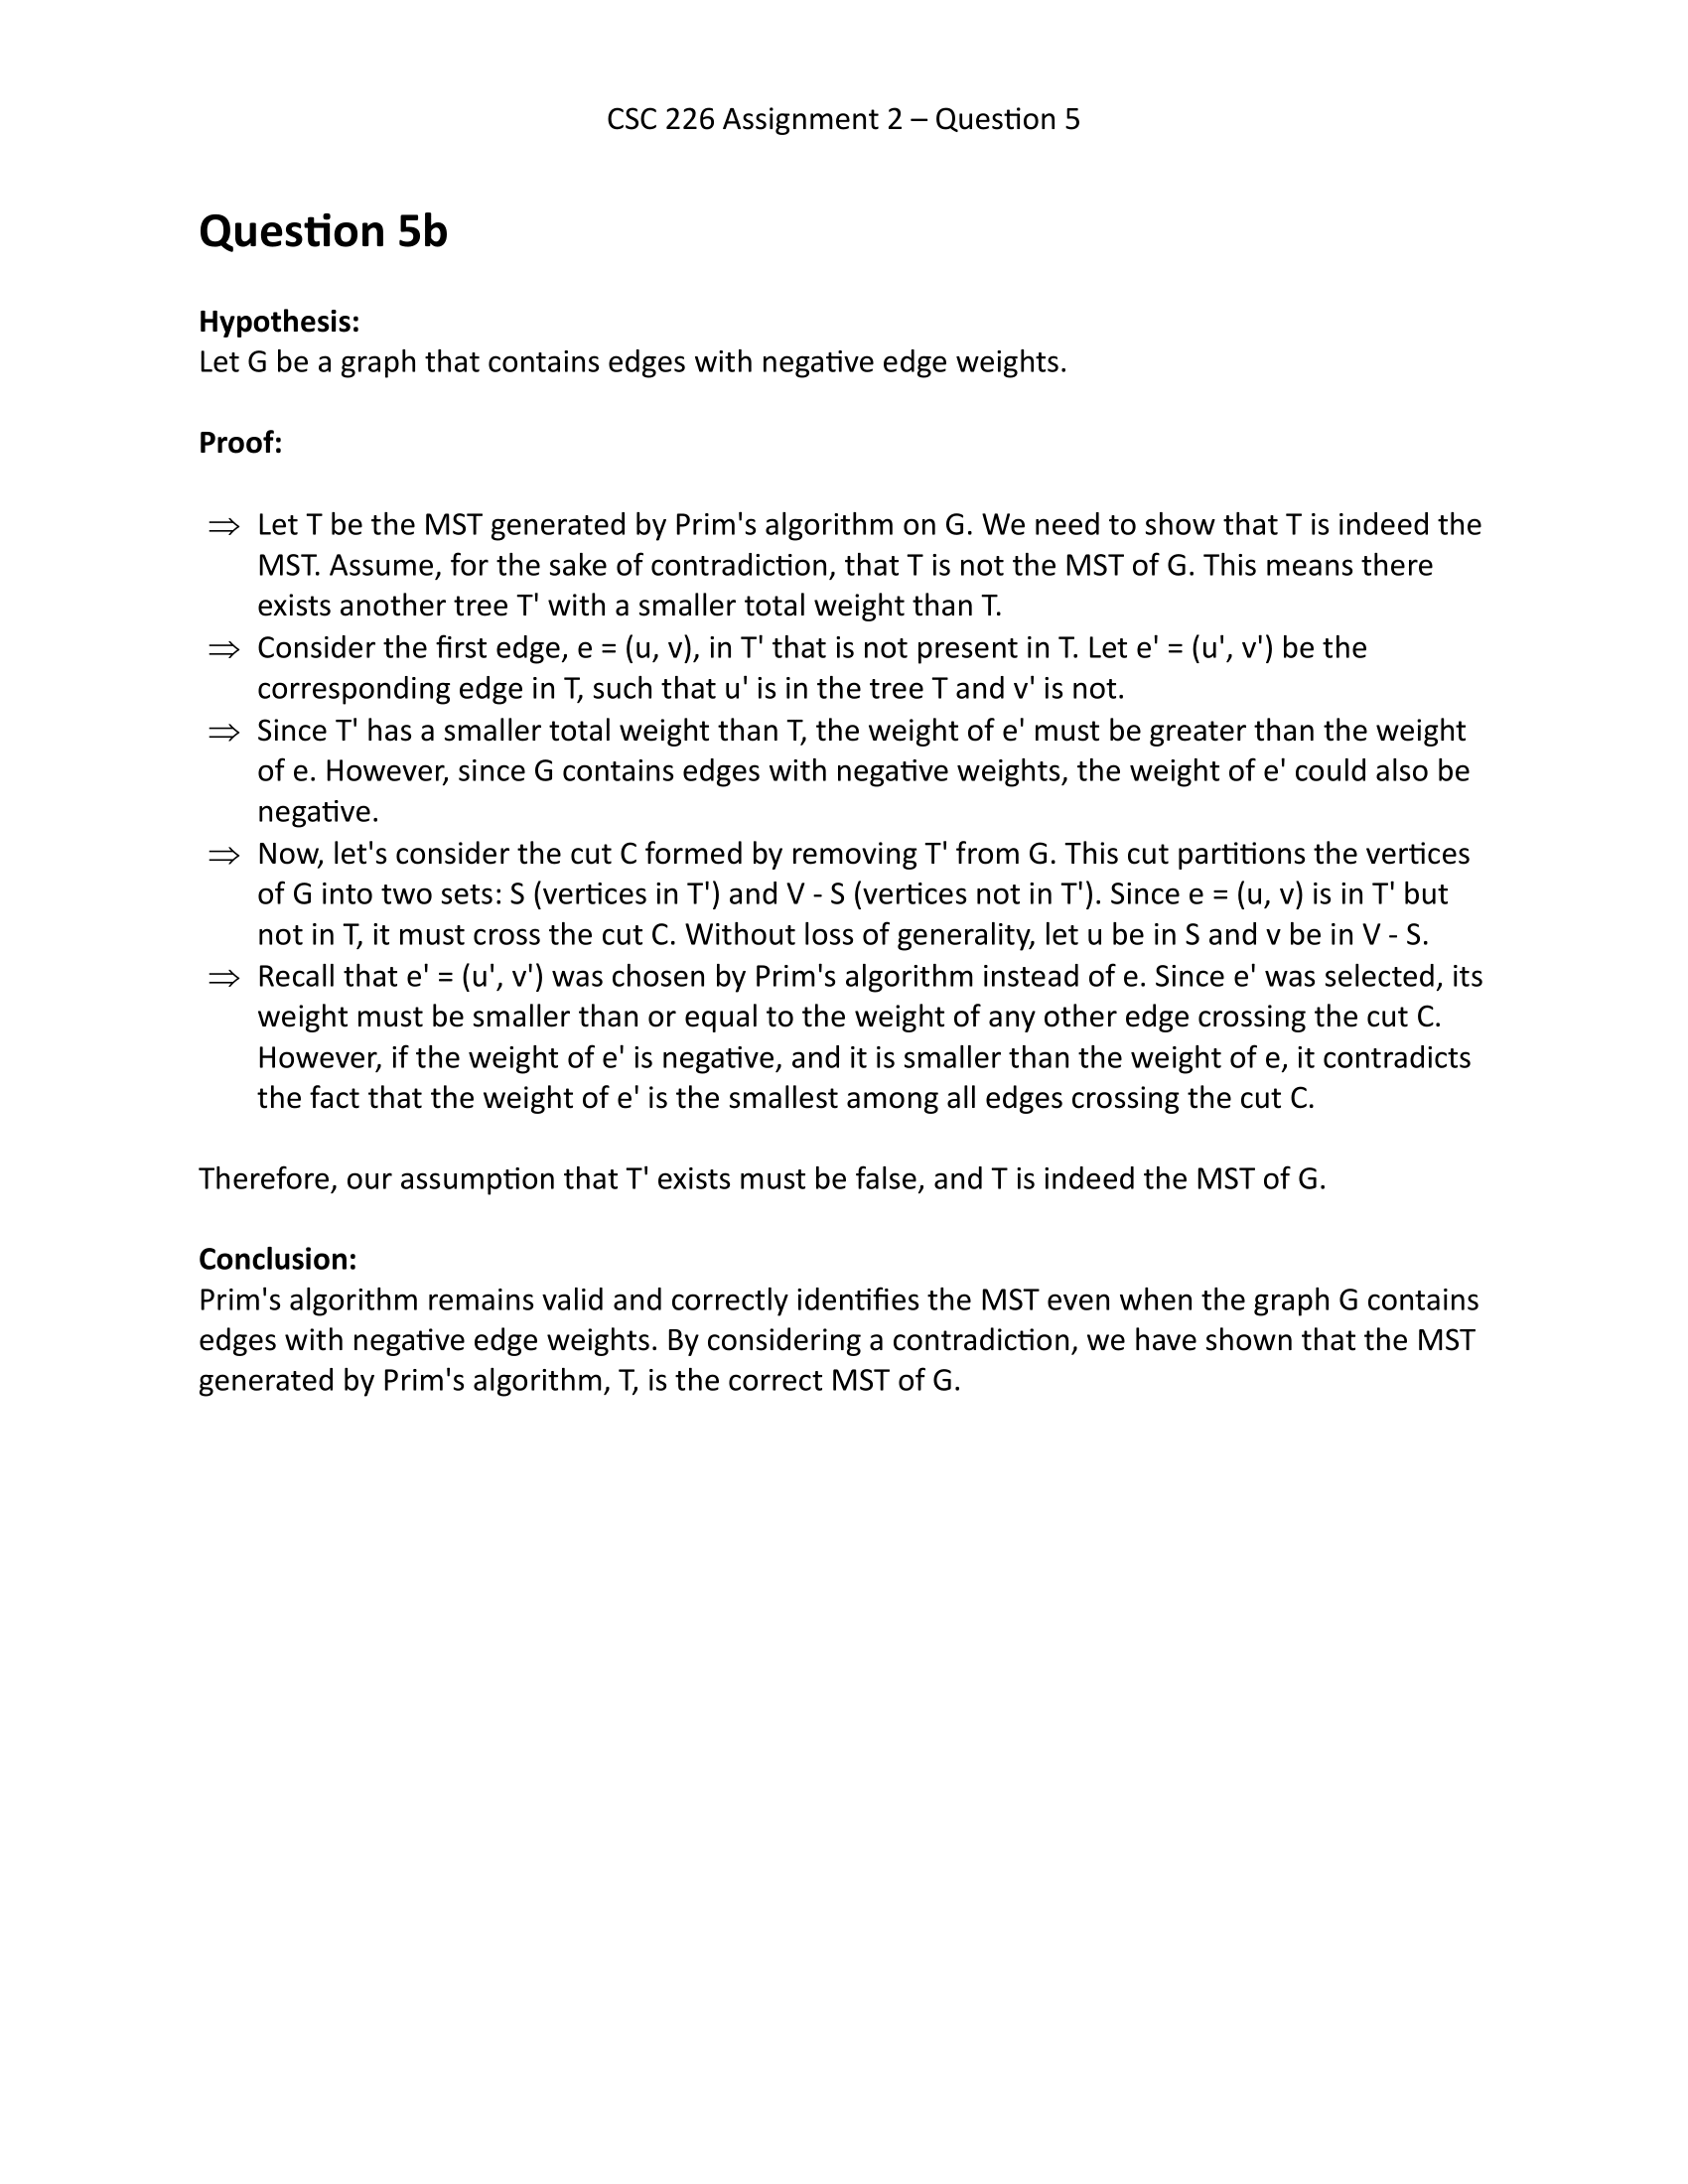 CSC 226 Assignment 2 – Question 5
Question 5b
Hypothesis:
Let G be a graph that contains edges with negative edge weights.
Proof:
⇒ Let T be the MST generated by Prim's algorithm on G. We need to show that T is indeed the
MST. Assume, for the sake of contradiction, that T is not the MST of G. This means there
exists another tree T' with a smaller total weight than T.
⇒ Consider the first edge, e = (u, v), in T' that is not present in T. Let e' = (u', v') be the
corresponding edge in T, such that u' is in the tree T and v' is not.
⇒ Since T' has a smaller total weight than T, the weight of e' must be greater than the weight
of e. However, since G contains edges with negative weights, the weight of e' could also be
negative.
⇒ Now, let's consider the cut C formed by removing T' from G. This cut partitions the vertices
of G into two sets: S (vertices in T') and V - S (vertices not in T'). Since e = (u, v) is in T' but
not in T, it must cross the cut C. Without loss of generality, let u be in S and v be in V - S.
⇒ Recall that e' = (u', v') was chosen by Prim's algorithm instead of e. Since e' was selected, its
weight must be smaller than or equal to the weight of any other edge crossing the cut C.
However, if the weight of e' is negative, and it is smaller than the weight of e, it contradicts
the fact that the weight of e' is the smallest among all edges crossing the cut C.
Therefore, our assumption that T' exists must be false, and T is indeed the MST of G.
Conclusion:
Prim's algorithm remains valid and correctly identifies the MST even when the graph G contains
edges with negative edge weights. By considering a contradiction, we have shown that the MST
generated by Prim's algorithm, T, is the correct MST of G.